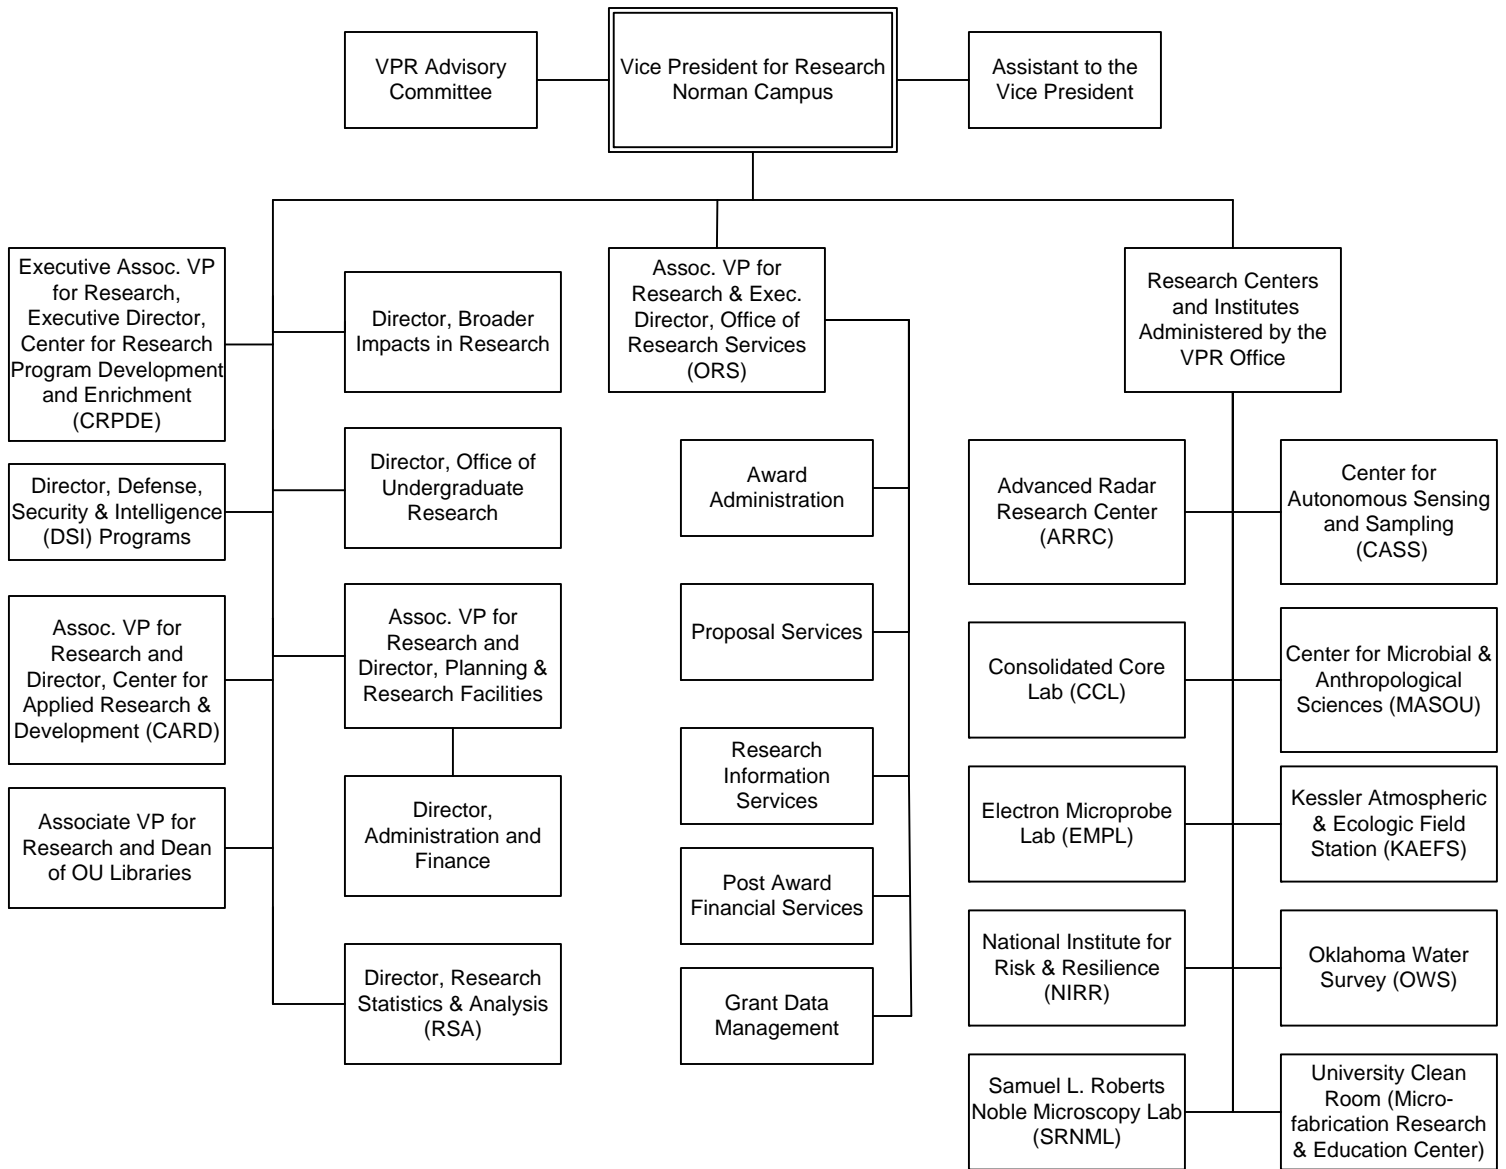 VPR Advisory
Committee
Vice President for Research
Norman Campus
Assistant to the
Vice President
Executive Assoc. VP
for Research,
Executive Director,
Center for Research
Program Development
and Enrichment
(CRPDE)
Director, Defense,
Security & Intelligence
(DSI) Programs
Assoc. VP for
Research and
Director, Center for
Applied Research &
Development (CARD)
Associate VP for
Research and Dean
of OU Libraries
Director, Broader
Impacts in Research
Director, Office of
Undergraduate
Research
Assoc. VP for
Research and
Director, Planning &
Research Facilities
Director,
Administration and
Finance
Director, Research
Statistics & Analysis
(RSA)
Assoc. VP for
Research & Exec.
Director, Office of
Research Services
(ORS)
Award
Administration
Proposal Services
Research
Information
Services
Post Award
Financial Services
Grant Data
Management
Research Centers
and Institutes
Administered by the
VPR Office
Advanced Radar
Research Center
(ARRC)
Center for
Autonomous Sensing
and Sampling
(CASS)
Consolidated Core
Lab (CCL)
Center for Microbial &
Anthropological
Sciences (MASOU)
Electron Microprobe
Lab (EMPL)
Kessler Atmospheric
& Ecologic Field
Station (KAEFS)
National Institute for
Risk & Resilience
(NIRR)
Oklahoma Water
Survey (OWS)
Samuel L. Roberts
Noble Microscopy Lab
(SRNML)
University Clean
Room (Micro-
fabrication Research
& Education Center)